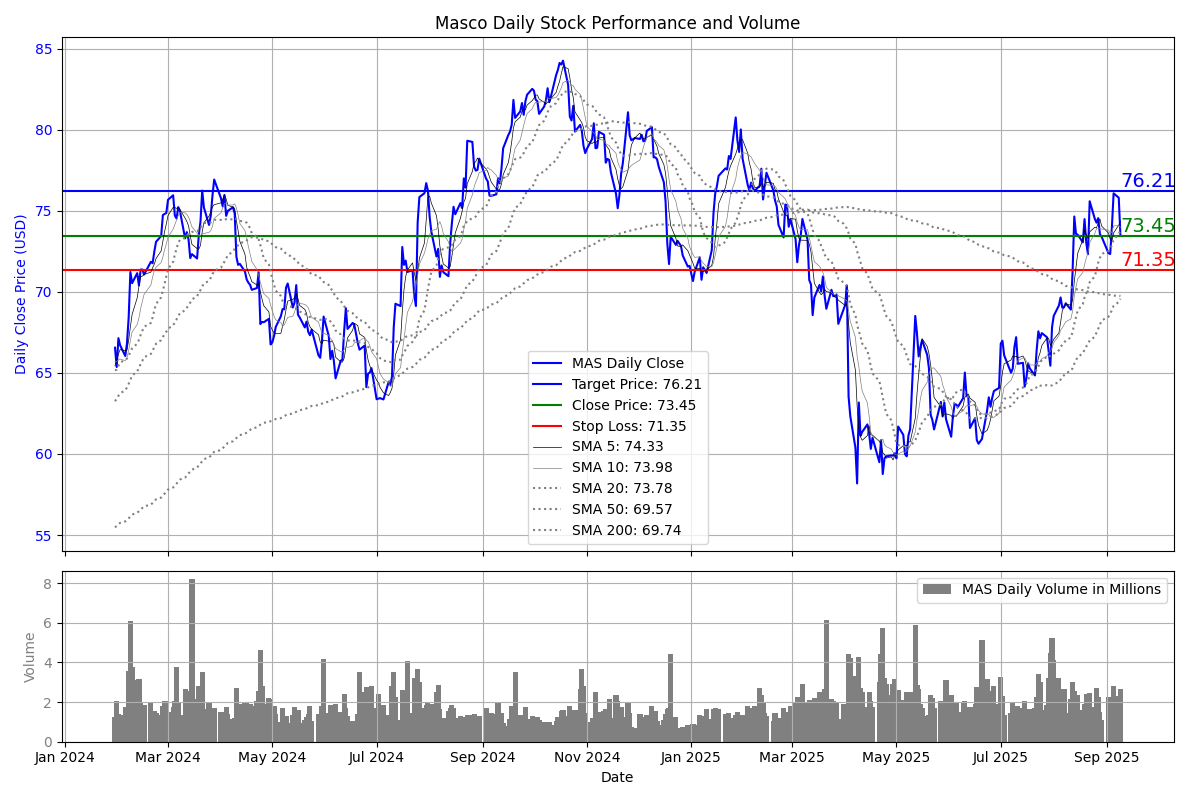 Masco Daily Stock Performance and Volume
Daily Close Price (USD)
85
80
75
70
65
60
55
76.21
73.45
71.35
MAS Daily Close
Target Price: 76.21
Close Price: 73.45
Stop Loss: 71.35
SMA 5: 74.33
SMA 10: 73.98
SMA 20: 73.78
SMA 50: 69.57
SMA 200: 69.74
Volume
8
6
4
2
0
MAS Daily Volume in Millions
Jan 2024 Mar 2024 May 2024 Jul 2024 Sep 2024 Nov 2024 Jan 2025 Mar 2025 May 2025 Jul 2025 Sep 2025
Date